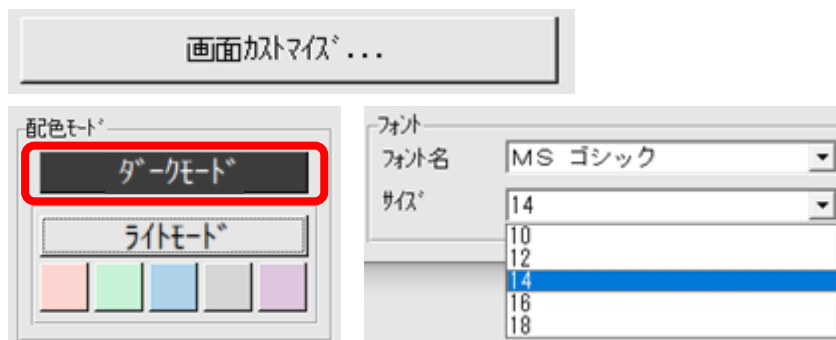 画面ｶｽﾀﾏｲｽﾞ...
配色ﾓｰﾄﾞ
ﾀﾞｰｸﾓｰﾄﾞ
ﾗｲﾄﾓｰﾄﾞ
ﾌｫﾝﾄ
ﾌｫﾝﾄ名
ＭＳ ゴシック
ｻｲｽﾞ
14
10
12
14
16
18